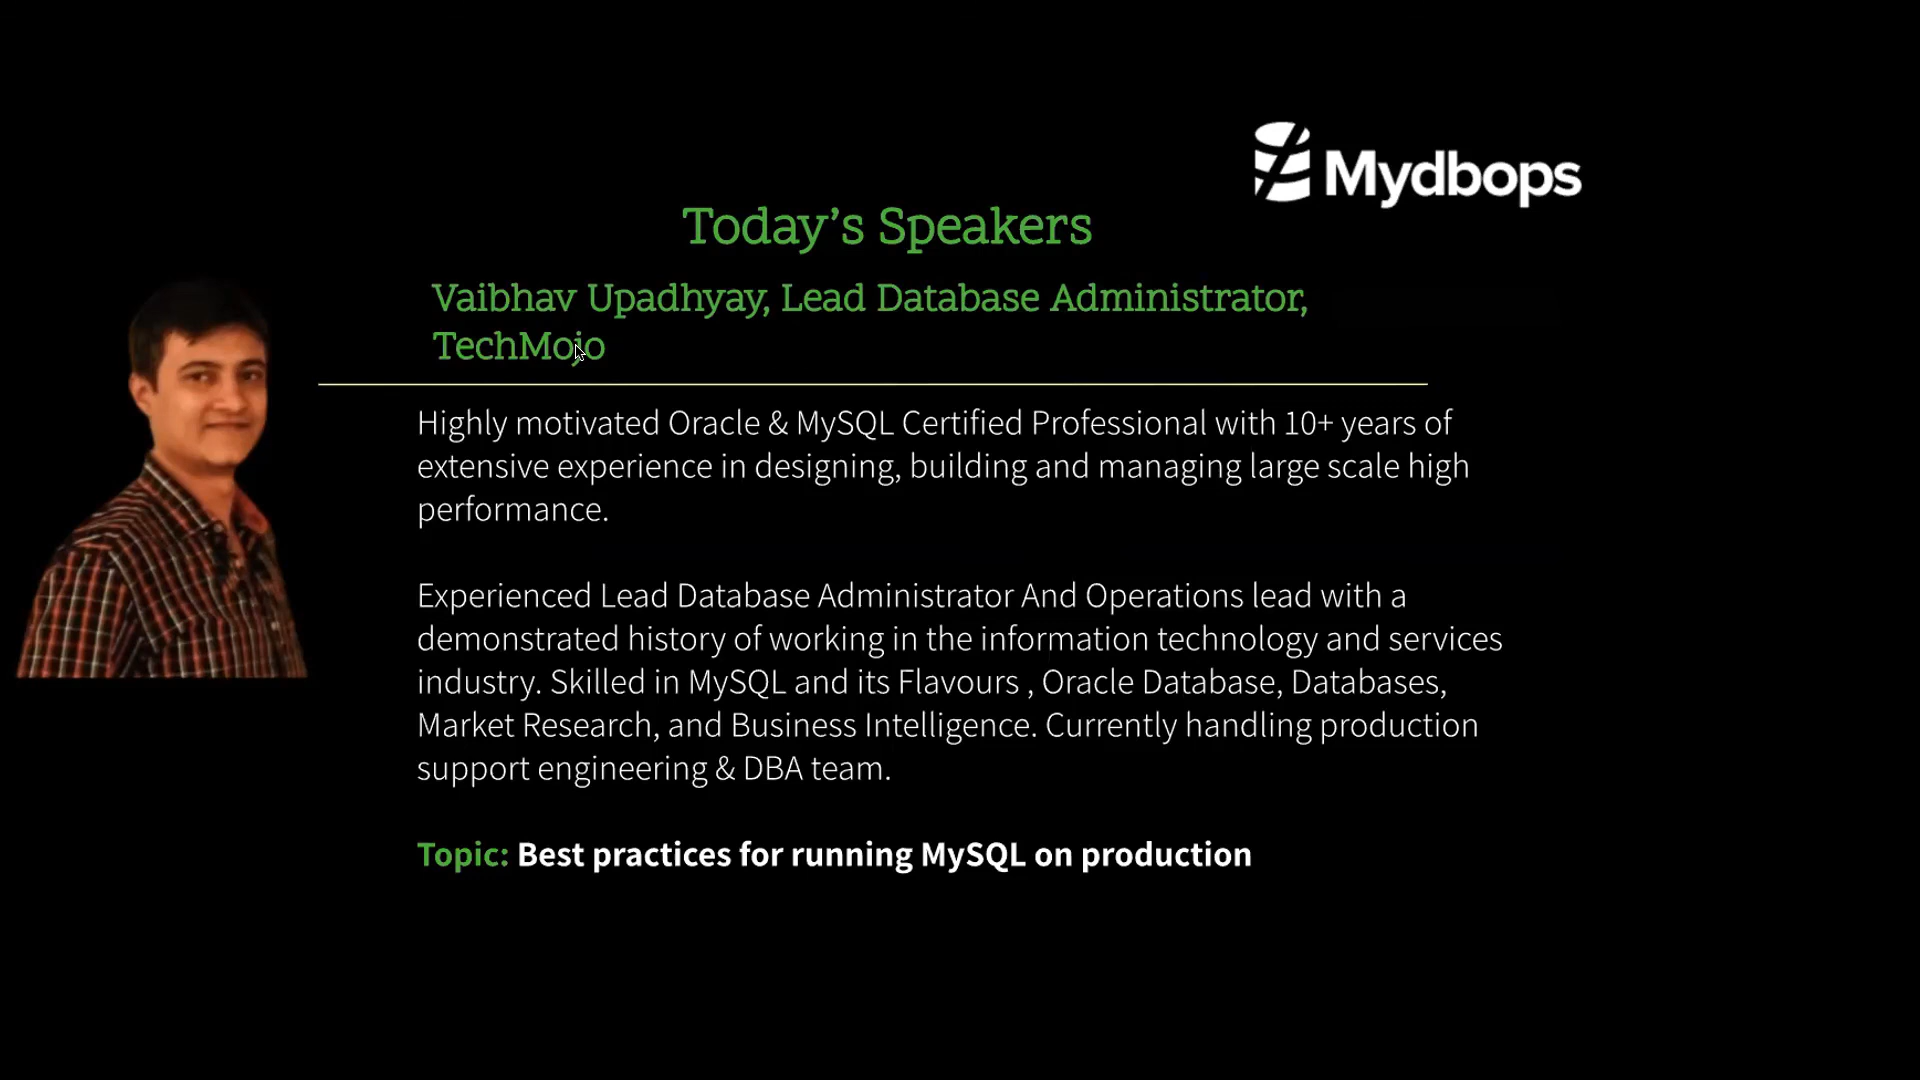 Mydbops
Today’s Speakers
Vaibhav Upadhyay, Lead Database Administrator,
TechMojo
Highly motivated Oracle & MySQL Certified Professional with 10+ years of
extensive experience in designing, building and managing large scale high
performance.
Experienced Lead Database Administrator And Operations lead with a
demonstrated history of working in the information technology and services
industry. Skilled in MySQL and its Flavours , Oracle Database, Databases,
Market Research, and Business Intelligence. Currently handling production
support engineering & DBA team.
Topic: Best practices for running MySQL on production